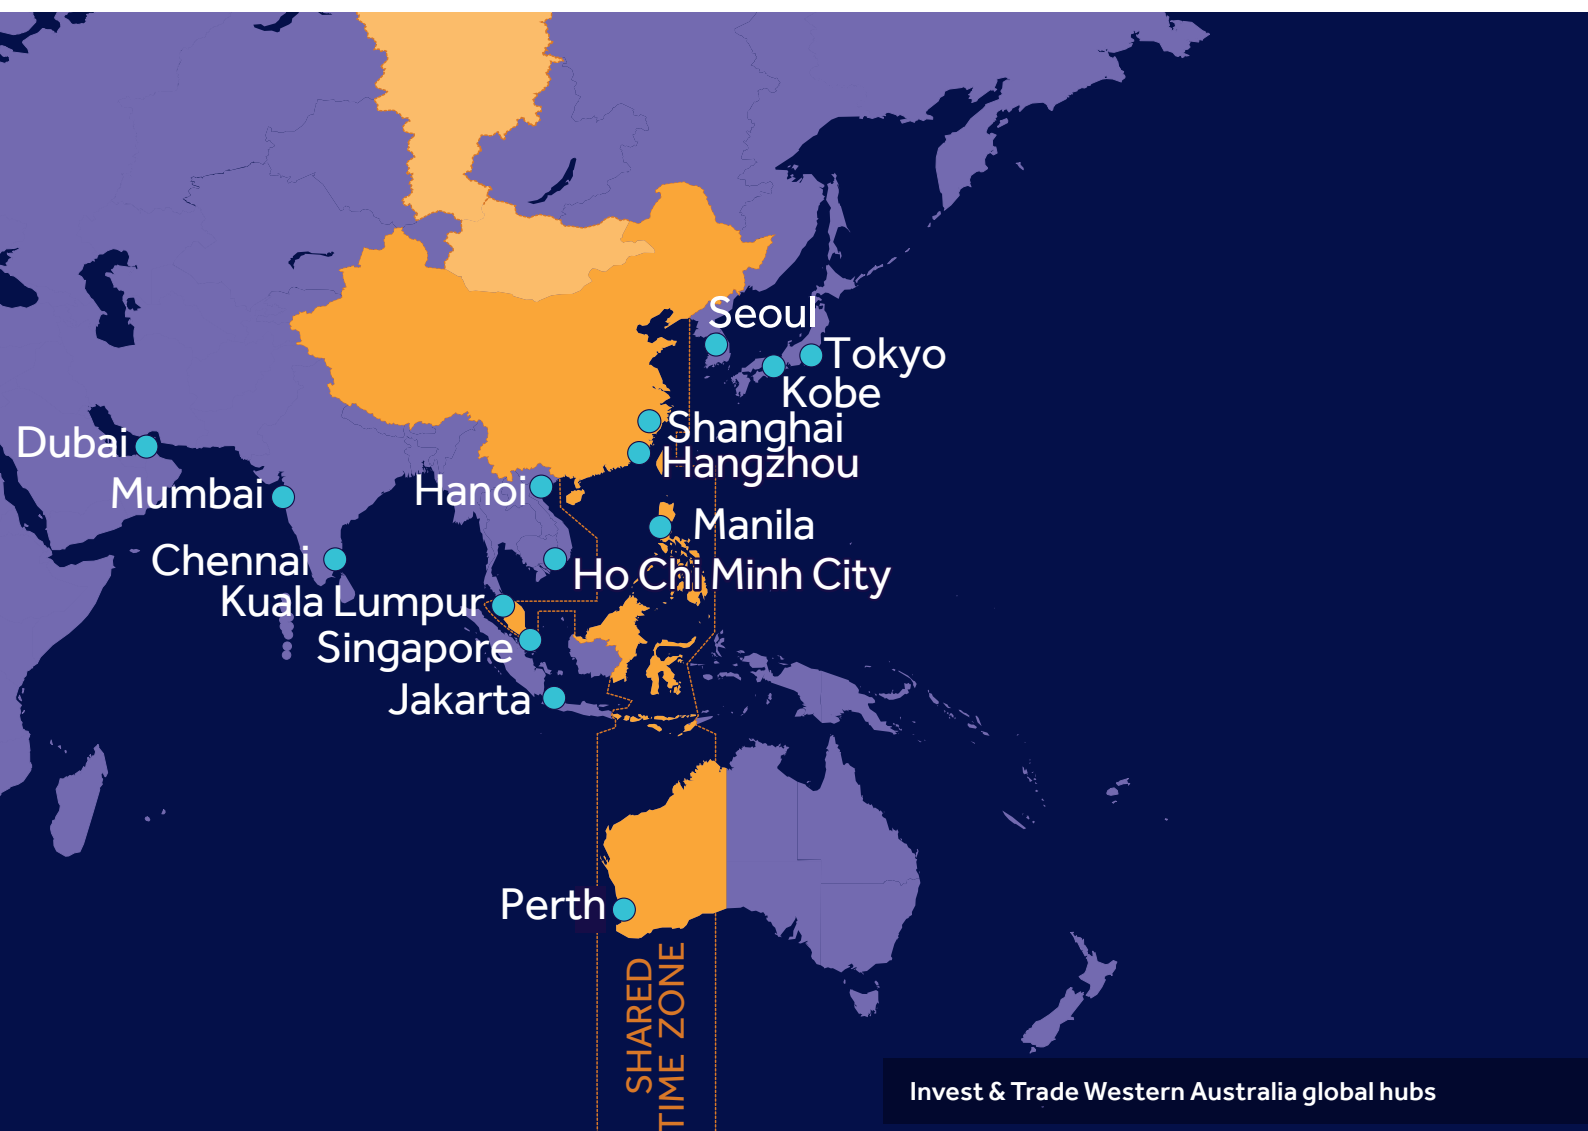 Seoul
Tokyo
Kobe
Shanghai
Hangzhou
Dubai
Mumbai
Hanoi
Manila
Chennai
Ho Chi Minh City
Kuala Lumpur
Singapore
Jakarta
Perth
SHARED
TIME ZONE
Invest & Trade Western Australia global hubs